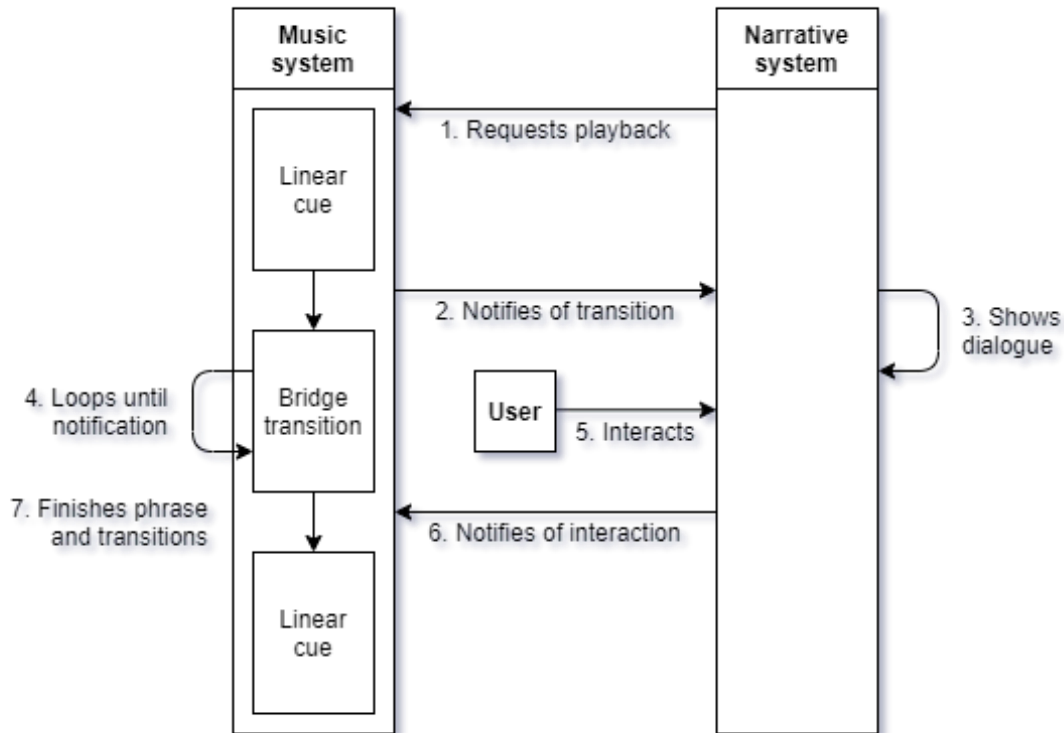 Music
system
Narrative
system
1. Requests playback
Linear
cue
2. Notifies of transition
3. Shows
dialogue
4. Loops until
notification
Bridge
transition
User
5. Interacts
7. Finishes phrase
and transitions
6. Notifies of interaction
Linear
cue